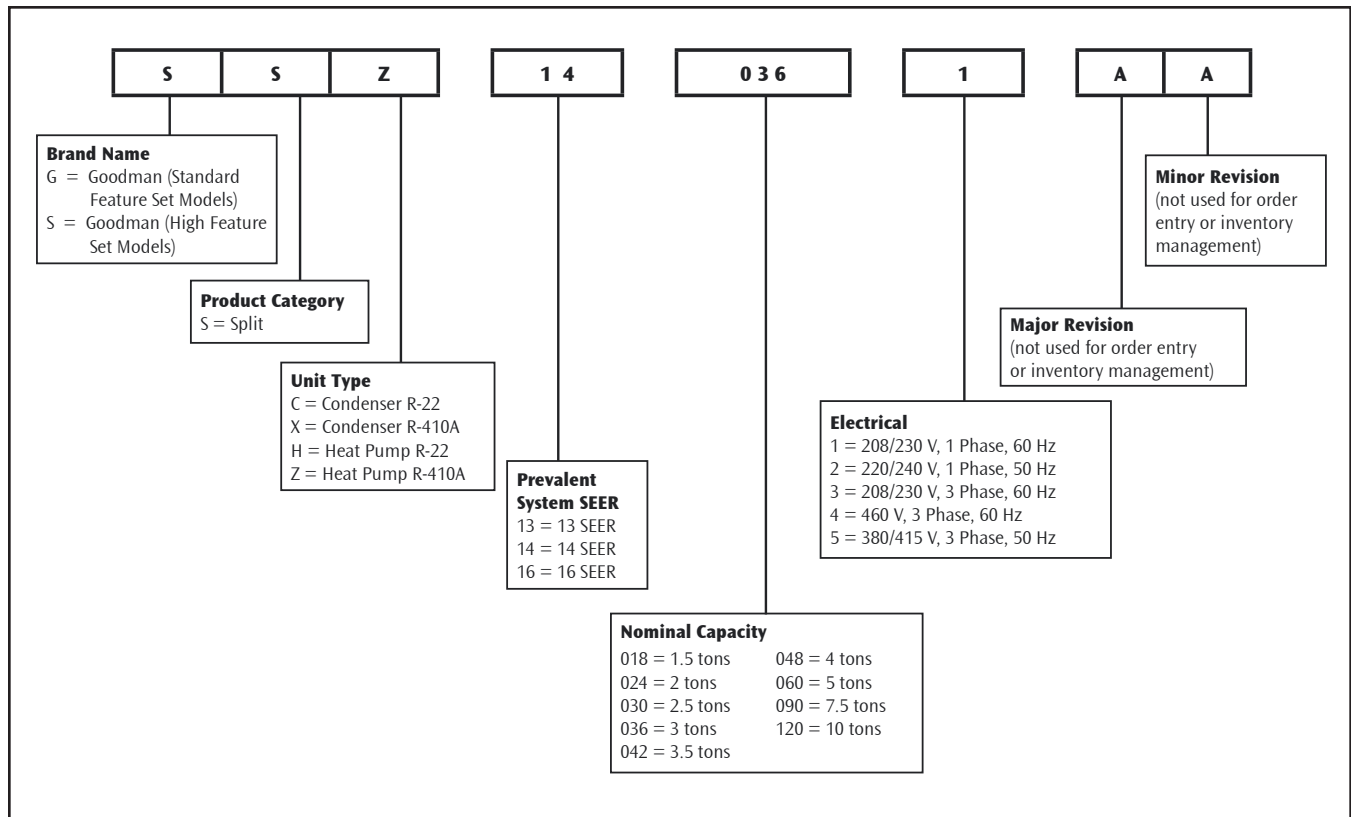 S S Z 1 4 0 3 6 1 A A
Brand Name
G = Goodman (Standard
Feature Set Models)
S = Goodman (High Feature
Set Models)
Product Category
S = Split
Unit Type
C = Condenser R-22
X = Condenser R-410A
H = Heat Pump R-22
Z = Heat Pump R-410A
Prevalent
System SEER
13 = 13 SEER
14 = 14 SEER
16 = 16 SEER
Nominal Capacity
018 = 1.5 tons
024 = 2 tons
030 = 2.5 tons
036 = 3 tons
042 = 3.5 tons
048 = 4 tons
060 = 5 tons
090 = 7.5 tons
120 = 10 tons
Electrical
1 = 208/230 V, 1 Phase, 60 Hz
2 = 220/240 V, 1 Phase, 50 Hz
3 = 208/230 V, 3 Phase, 60 Hz
4 = 460 V, 3 Phase, 60 Hz
5 = 380/415 V, 3 Phase, 50 Hz
Major Revision
(not used for order entry
or inventory management)
Minor Revision
(not used for order
entry or inventory
management)